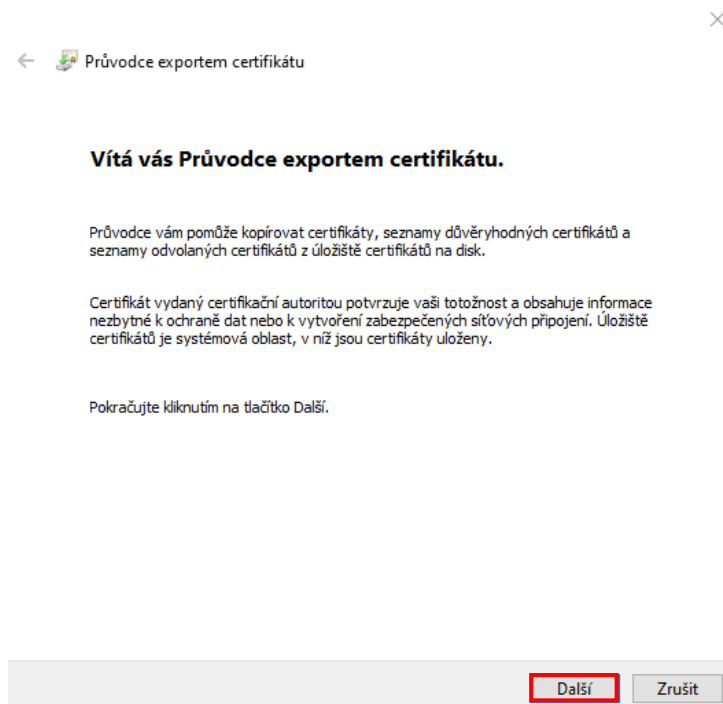 Průvodce exportem certifikátu
Vítá vás Průvodce exportem certifikátu.
Průvodce vám pomůže kopírovat certifikáty, seznamy důvěryhodných certifikátů a
seznamy odvolaných certifikátů z úložiště certifikátů na disk.
Certifikát vydaný certifikační autoritou potvrzuje vaši totožnost a obsahuje informace
nezbytné k ochraně dat nebo k vytvoření zabezpečených síťových připojení. Úložiště
certifikátů je systémová oblast, v níž jsou certifikáty uloženy.
Pokračujte kliknutím na tlačítko Další.
Další
Zrušit